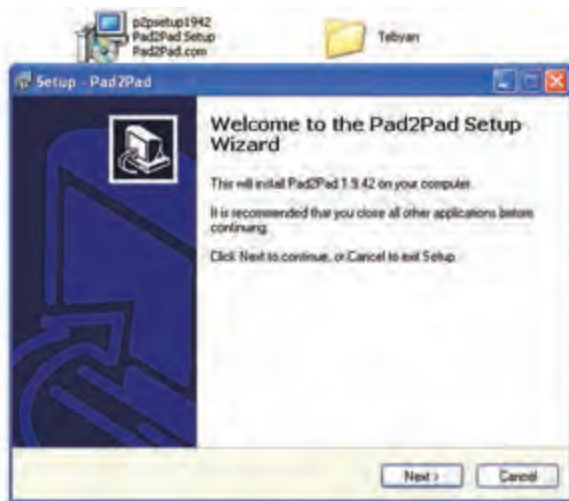 p2psetup1942
Pad2Pad Setup
Pad2Pad.com
Tebyan
Setup - Pad2Pad
Welcome to the Pad2Pad Setup
Wizard
This will install Pad2Pad 1.9.42 on your computer.
It is recommended that you close all other applications before
continuing.
Click Next to continue, or Cancel to exit Setup.
Next >
Cancel